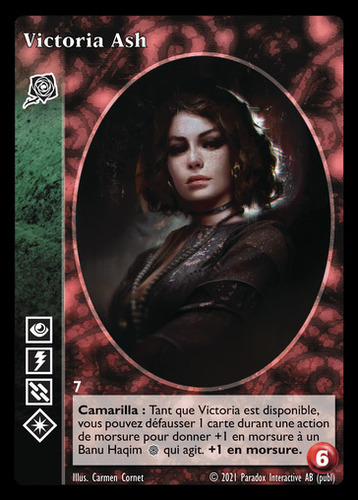 Victoria Ash
7
Camarilla : Tant que Victoria est disponible,
vous pouvez défausser 1 carte durant une action
de morsure pour donner +1 en morsure à un
Banu Haqim qui agit. +1 en morsure.
6
Illus. Carmen Cornet © 2021 Paradox Interactive AB (publ)